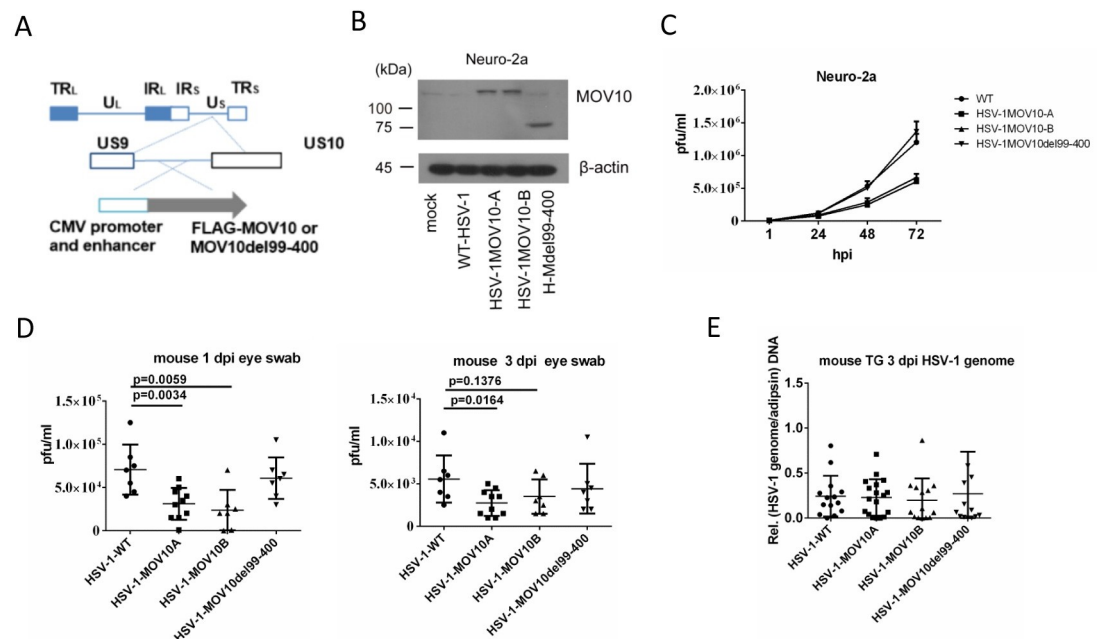 A
TRL IRL IRS TRS
UL US
US9 US10
CMV promoter
and enhancer
FLAG-MOV10 or
MOV10del99-400
B
Neuro-2a
(kDa)
MOV10
100
75
45
β-actin
mock
WT-HSV-1
HSV-1MOV10-A
HSV-1MOV10-B
H-Mdel99-400
C
Neuro-2a
2.0×10⁶
1.5×10⁶
1.0×10⁶
5.0×10⁵
0
pfu/ml
1 24 48 72
hpi
WT
HSV-1MOV10-A
HSV-1MOV10-B
HSV-1MOV10del99-400
D
mouse 1 dpi eye swab
p=0.0059
p=0.0034
1.5×10⁵
1.0×10⁵
5.0×10⁴
0
pfu/ml
HSV-1-WT
HSV-1-MOV10A
HSV-1-MOV10B
HSV-1-MOV10del99-400
mouse 3 dpi eye swab
p=0.1376
p=0.0164
1.5×10⁴
1.0×10⁴
5.0×10³
0
pfu/ml
HSV-1-WT
HSV-1-MOV10A
HSV-1-MOV10B
HSV-1-MOV10del99-400
E
mouse TG 3 dpi HSV-1 genome
1.5
1.0
0.5
0.0
Rel. (HSV-1 genome/adipsin) DNA
HSV-1-WT
HSV-1-MOV10A
HSV-1-MOV10B
HSV-1-MOV10del99-400